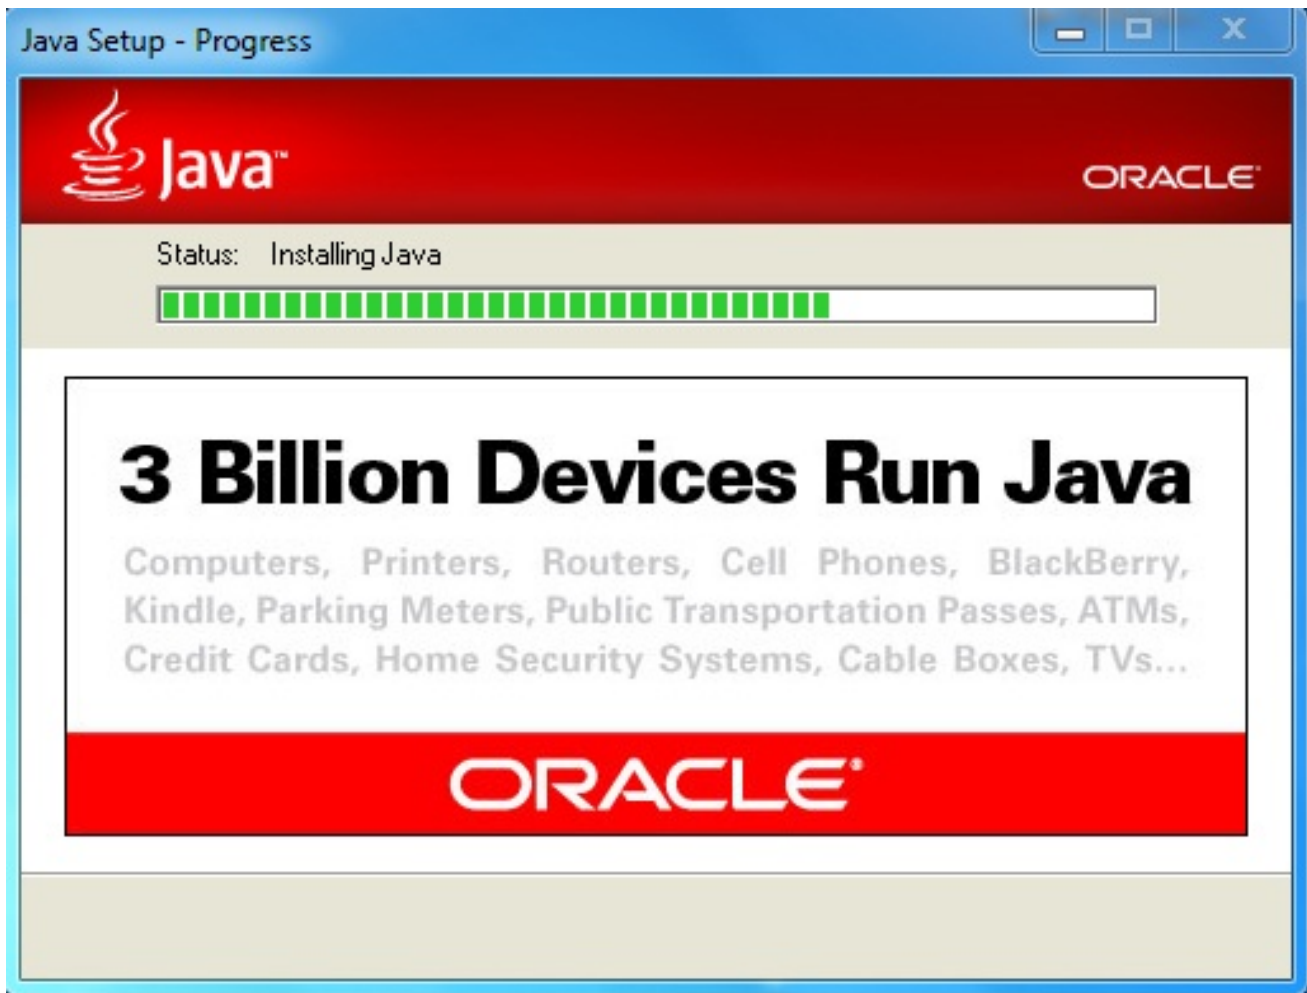 Java Setup - Progress
Java™
ORACLE®
Status: Installing Java
3 Billion Devices Run Java
Computers, Printers, Routers, Cell Phones, BlackBerry,
Kindle, Parking Meters, Public Transportation Passes, ATMs,
Credit Cards, Home Security Systems, Cable Boxes, TVs...
ORACLE®